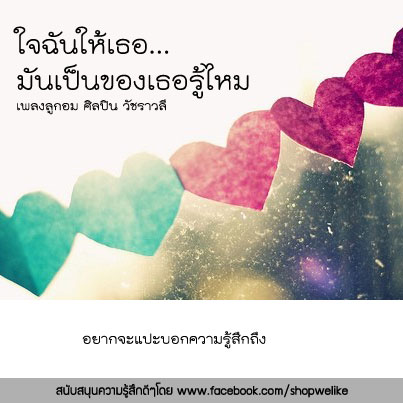 ใจฉันให้เธอ...
มันเป็นของเธอรู้ไหม
เพลงลูกอม ศิลปิน วัชราวลี
อยากจะแปะบอกความรู้สึกถึง
สนับสนุนความรู้สึกดีๆโดย www.facebook.com/shopwelike